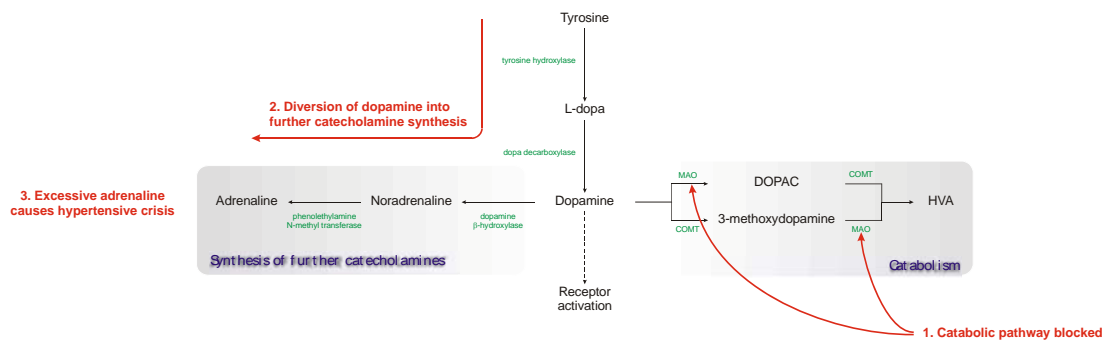 Tyrosine
tyrosine hydroxylase
2. Diversion of dopamine into
further catecholamine synthesis
L-dopa
dopa decarboxylase
3. Excessive adrenaline
causes hypertensive crisis
Adrenaline
phenolethylamine
N-methyl transferase
Noradrenaline
dopamine
β-hydroxylase
Dopamine
MAO
COMT
DOPAC
3-methoxydopamine
COMT
MAO
HVA
Synthesis of further catecholamines
Catabolism
Receptor
activation
1. Catabolic pathway blocked